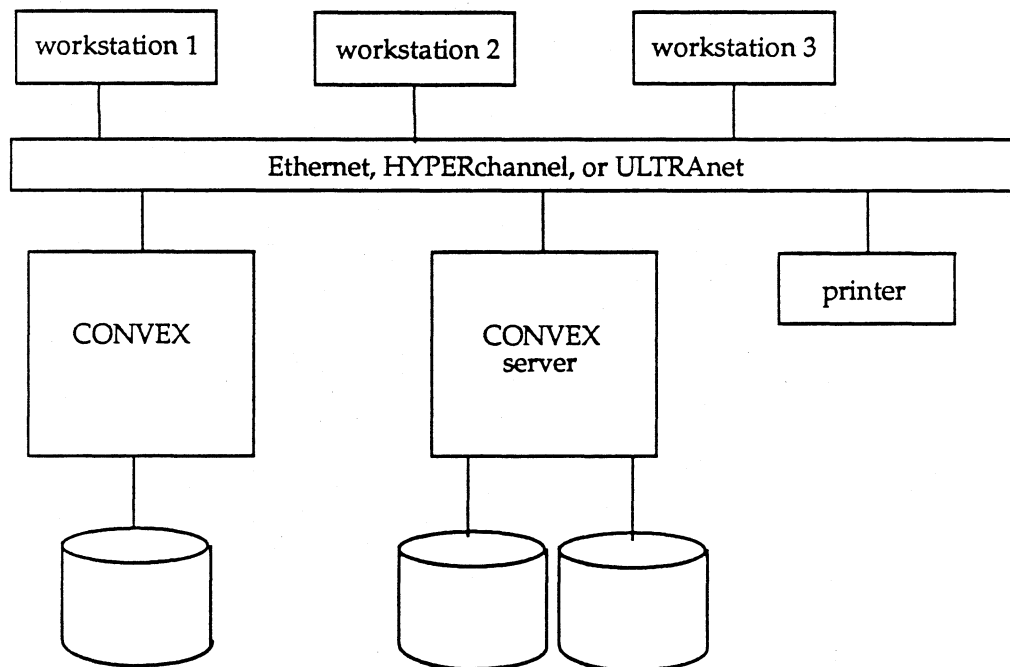 workstation 1
workstation 2
workstation 3
Ethernet, HYPERchannel, or ULTRAnet
CONVEX
CONVEX
server
printer